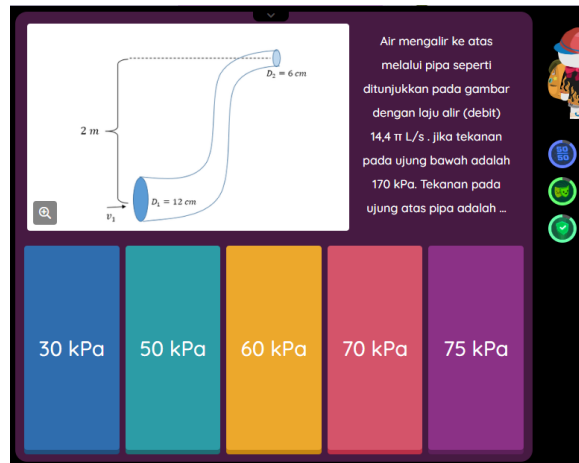 D₂ = 6 cm
2 m
D₁ = 12 cm
v₁
Air mengalir ke atas
melalui pipa seperti
ditunjukkan pada gambar
dengan laju alir (debit)
14,4 π L/s . jika tekanan
pada ujung bawah adalah
170 kPa. Tekanan pada
ujung atas pipa adalah ...
50
50
30 kPa
50 kPa
60 kPa
70 kPa
75 kPa